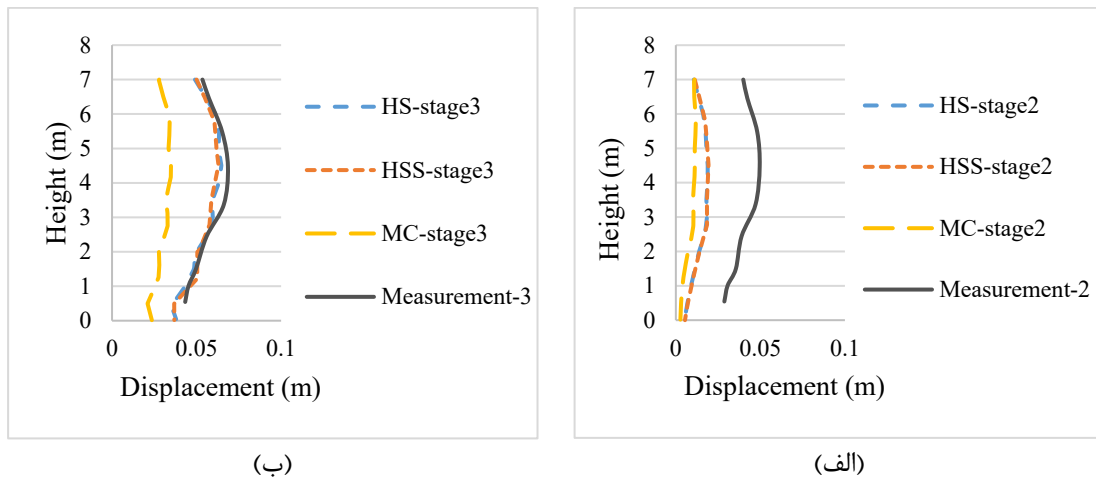 8
7
6
5
4
3
2
1
0
Height (m)
0 0.05 0.1
Displacement (m)
HS-stage3
HSS-stage3
MC-stage3
Measurement-3
(ب)
8
7
6
5
4
3
2
1
0
Height (m)
0 0.05 0.1
Displacement (m)
HS-stage2
HSS-stage2
MC-stage2
Measurement-2
(الف)